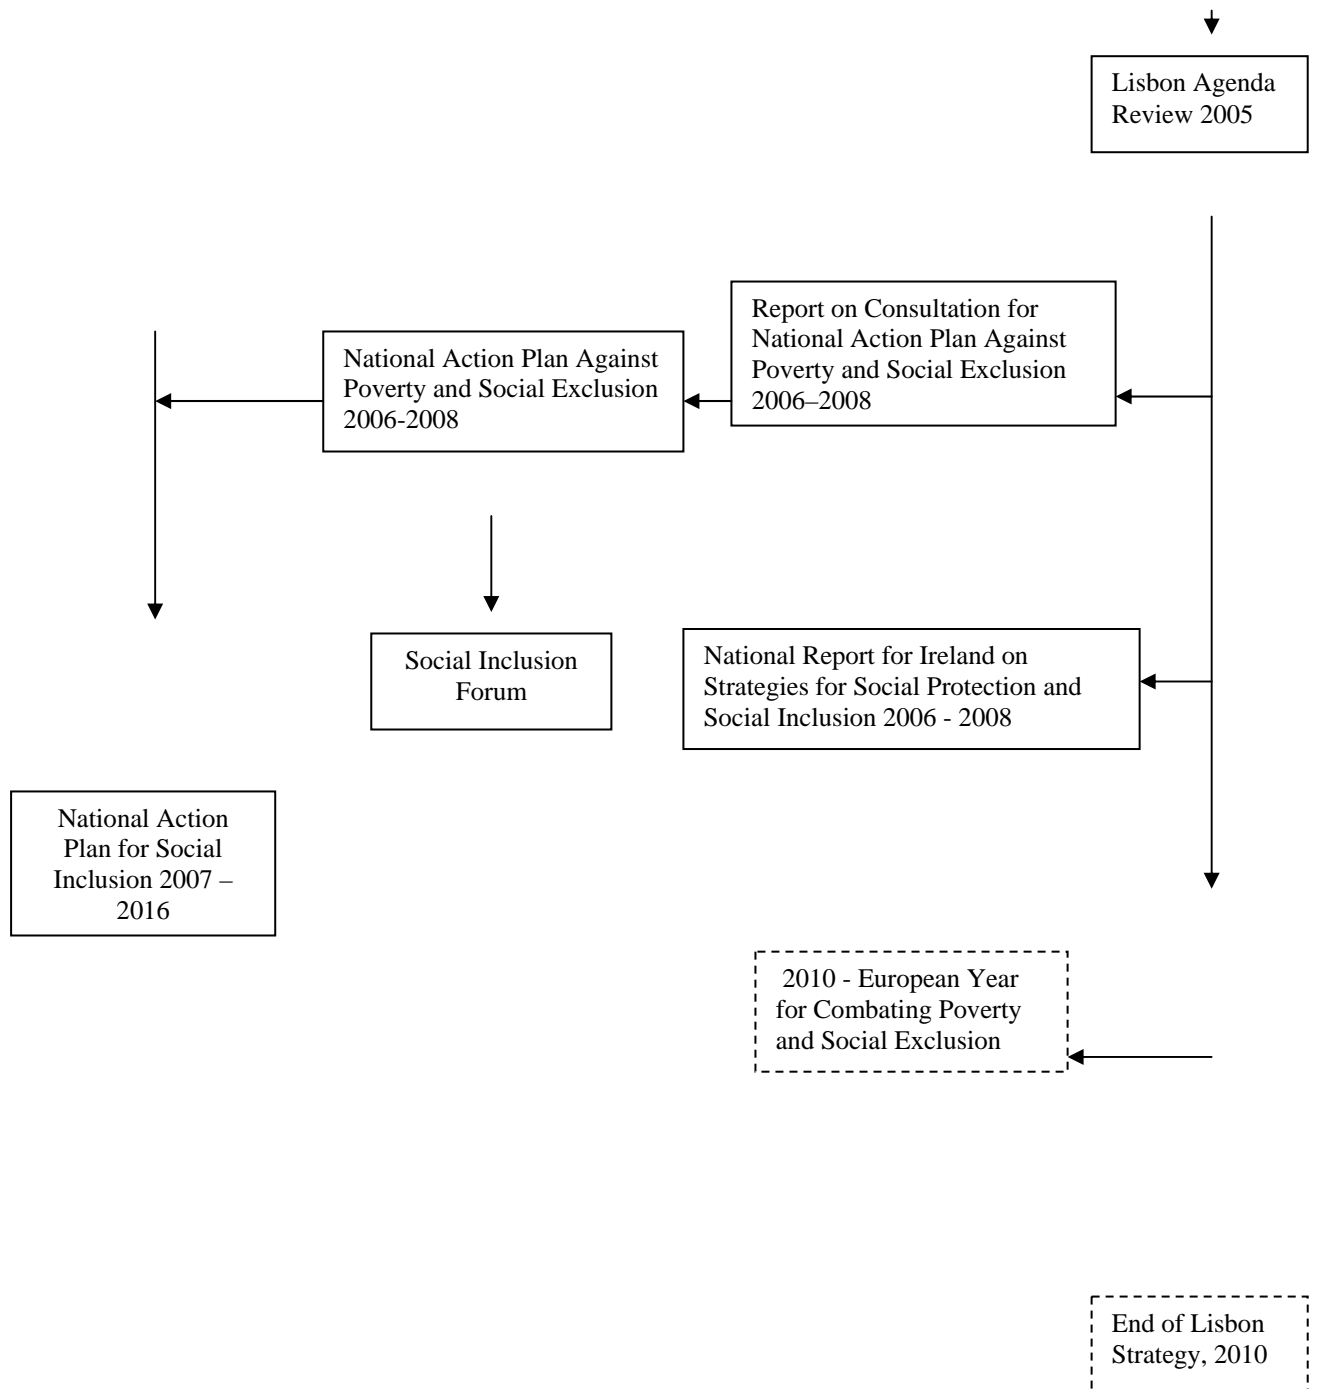 Lisbon Agenda
Review 2005
Report on Consultation for
National Action Plan Against
Poverty and Social Exclusion
2006–2008
National Action Plan Against
Poverty and Social Exclusion
2006-2008
Social Inclusion
Forum
National Report for Ireland on
Strategies for Social Protection and
Social Inclusion 2006 - 2008
National Action
Plan for Social
Inclusion 2007 –
2016
2010 - European Year
for Combating Poverty
and Social Exclusion
End of Lisbon
Strategy, 2010